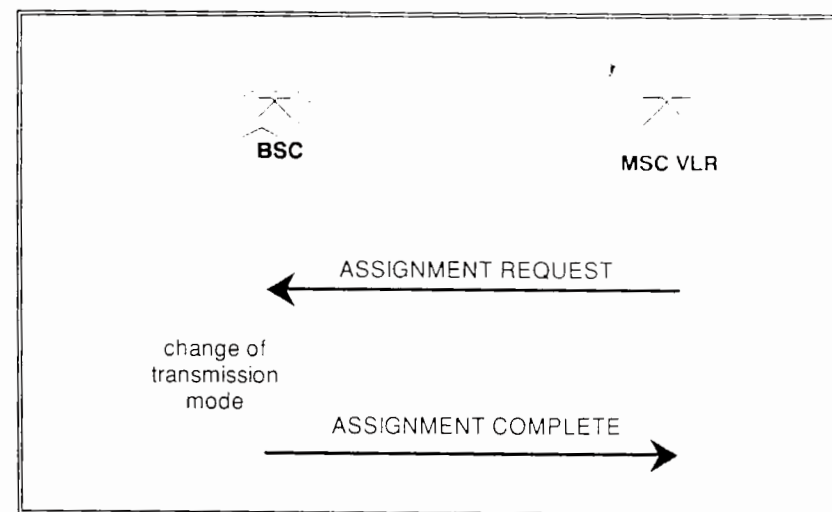 BSC
MSC VLR
ASSIGNMENT REQUEST
change of
transmission
mode
ASSIGNMENT COMPLETE